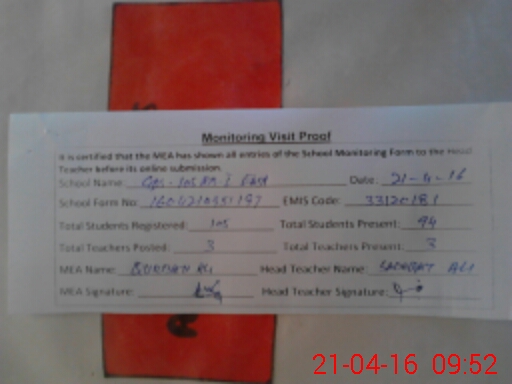 Monitoring Visit Proof
It is certified that the MEA has shown all entries of the School Monitoring Form to the Head
Teacher before its online submission.
School Name: East Date: 21-4-16
School Form No: EMIS Code: 33120181
Total Students Registered: 105 Total Students Present: 94
Total Teachers Posted: 3 Total Teachers Present: 3
MEA Name: ALI Head Teacher Name: ALI
MEA Signature: Head Teacher Signature:
21-04-16 09:52